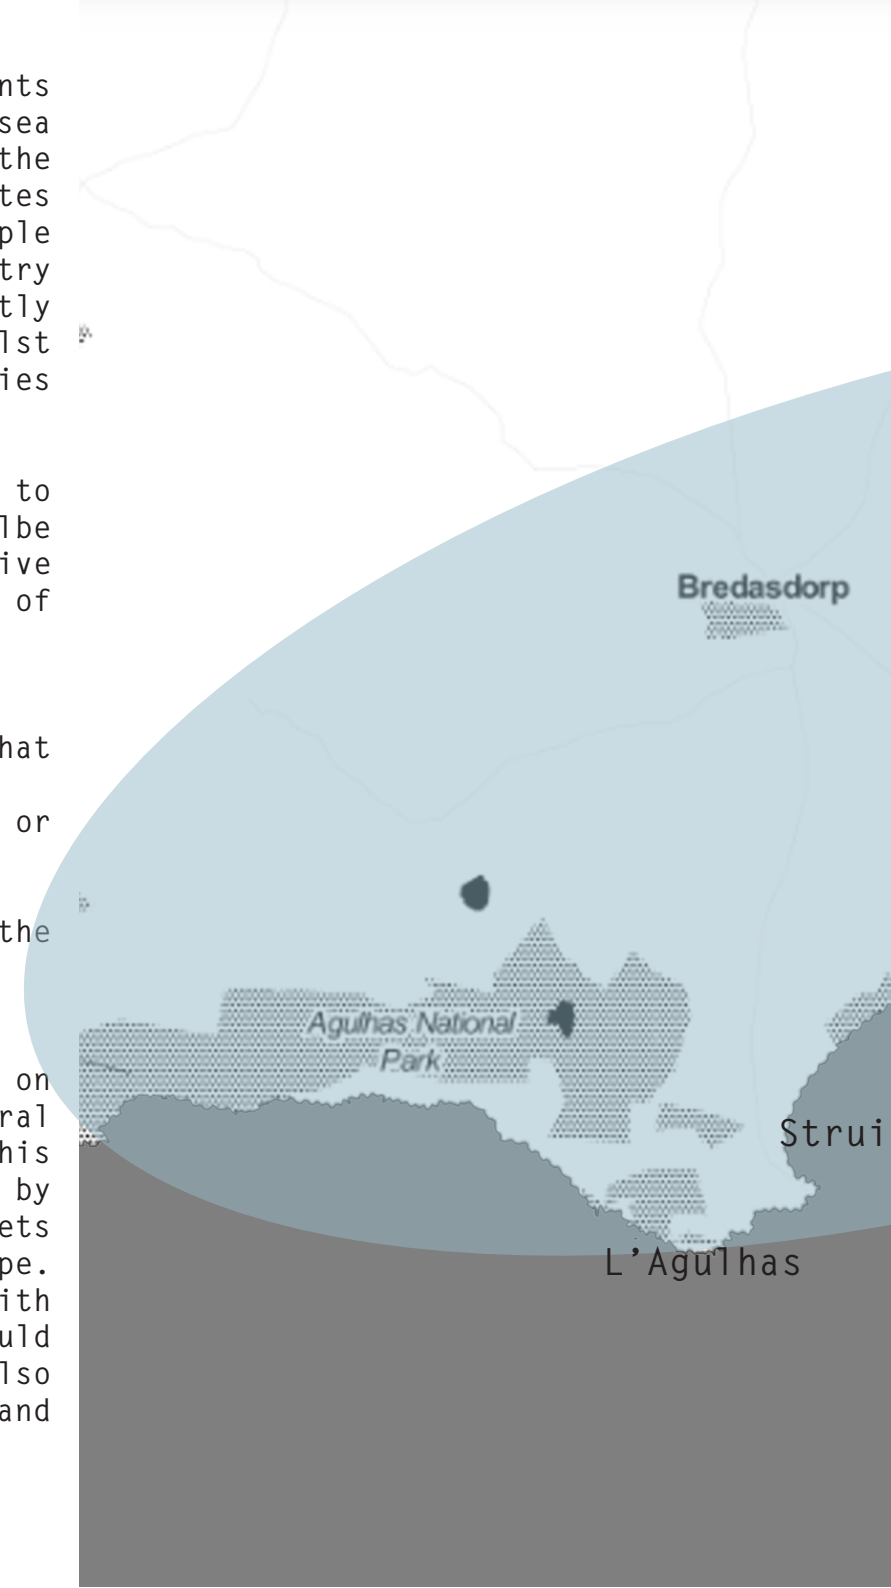 nts
sea
the
tes
ple
try
tly
lst
ies
to
lbe
ive
of
hat
or
the
on
ral
his
by
ets
pe.
ith
uld
lso
and
Bredasdorp
Agulhas National
Park
Strui
L’Agulhas